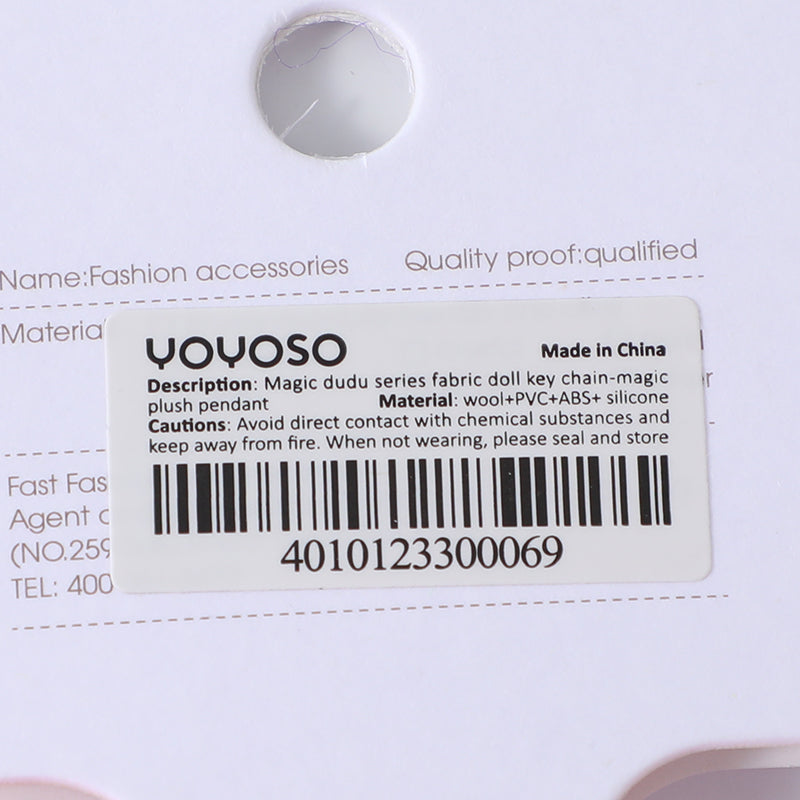 Name:Fashion accessories Quality proof:qualified
Materia
YOYOSO Made in China
Description: Magic dudu series fabric doll key chain-magic
plush pendant Material: wool+PVC+ABS+ silicone
Cautions: Avoid direct contact with chemical substances and
keep away from fire. When not wearing, please seal and store
Fast Fas
Agent
(NO.259
TEL: 400
4010123300069